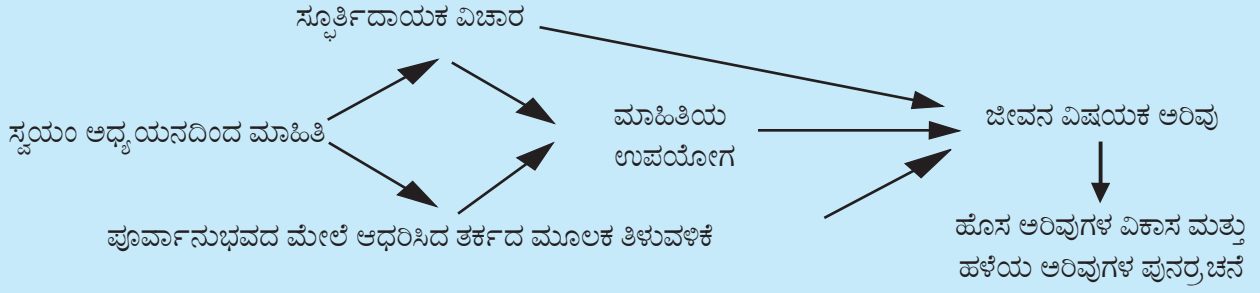 ಸ್ಫೂರ್ತಿದಾಯಕ ವಿಚಾರ
ಸ್ವಯಂ ಅಧ್ಯಯನದಿಂದ ಮಾಹಿತಿ
ಮಾಹಿತಿಯ
ಉಪಯೋಗ
ಜೀವನ ವಿಷಯಕ ಅರಿವು
ಪೂರ್ವಾನುಭವದ ಮೇಲೆ ಆಧರಿಸಿದ ತರ್ಕದ ಮೂಲಕ ತಿಳುವಳಿಕೆ
ಹೊಸ ಅರಿವುಗಳ ವಿಕಾಸ ಮತ್ತು
ಹಳೆಯ ಅರಿವುಗಳ ಪುನರ್ರಚನೆ